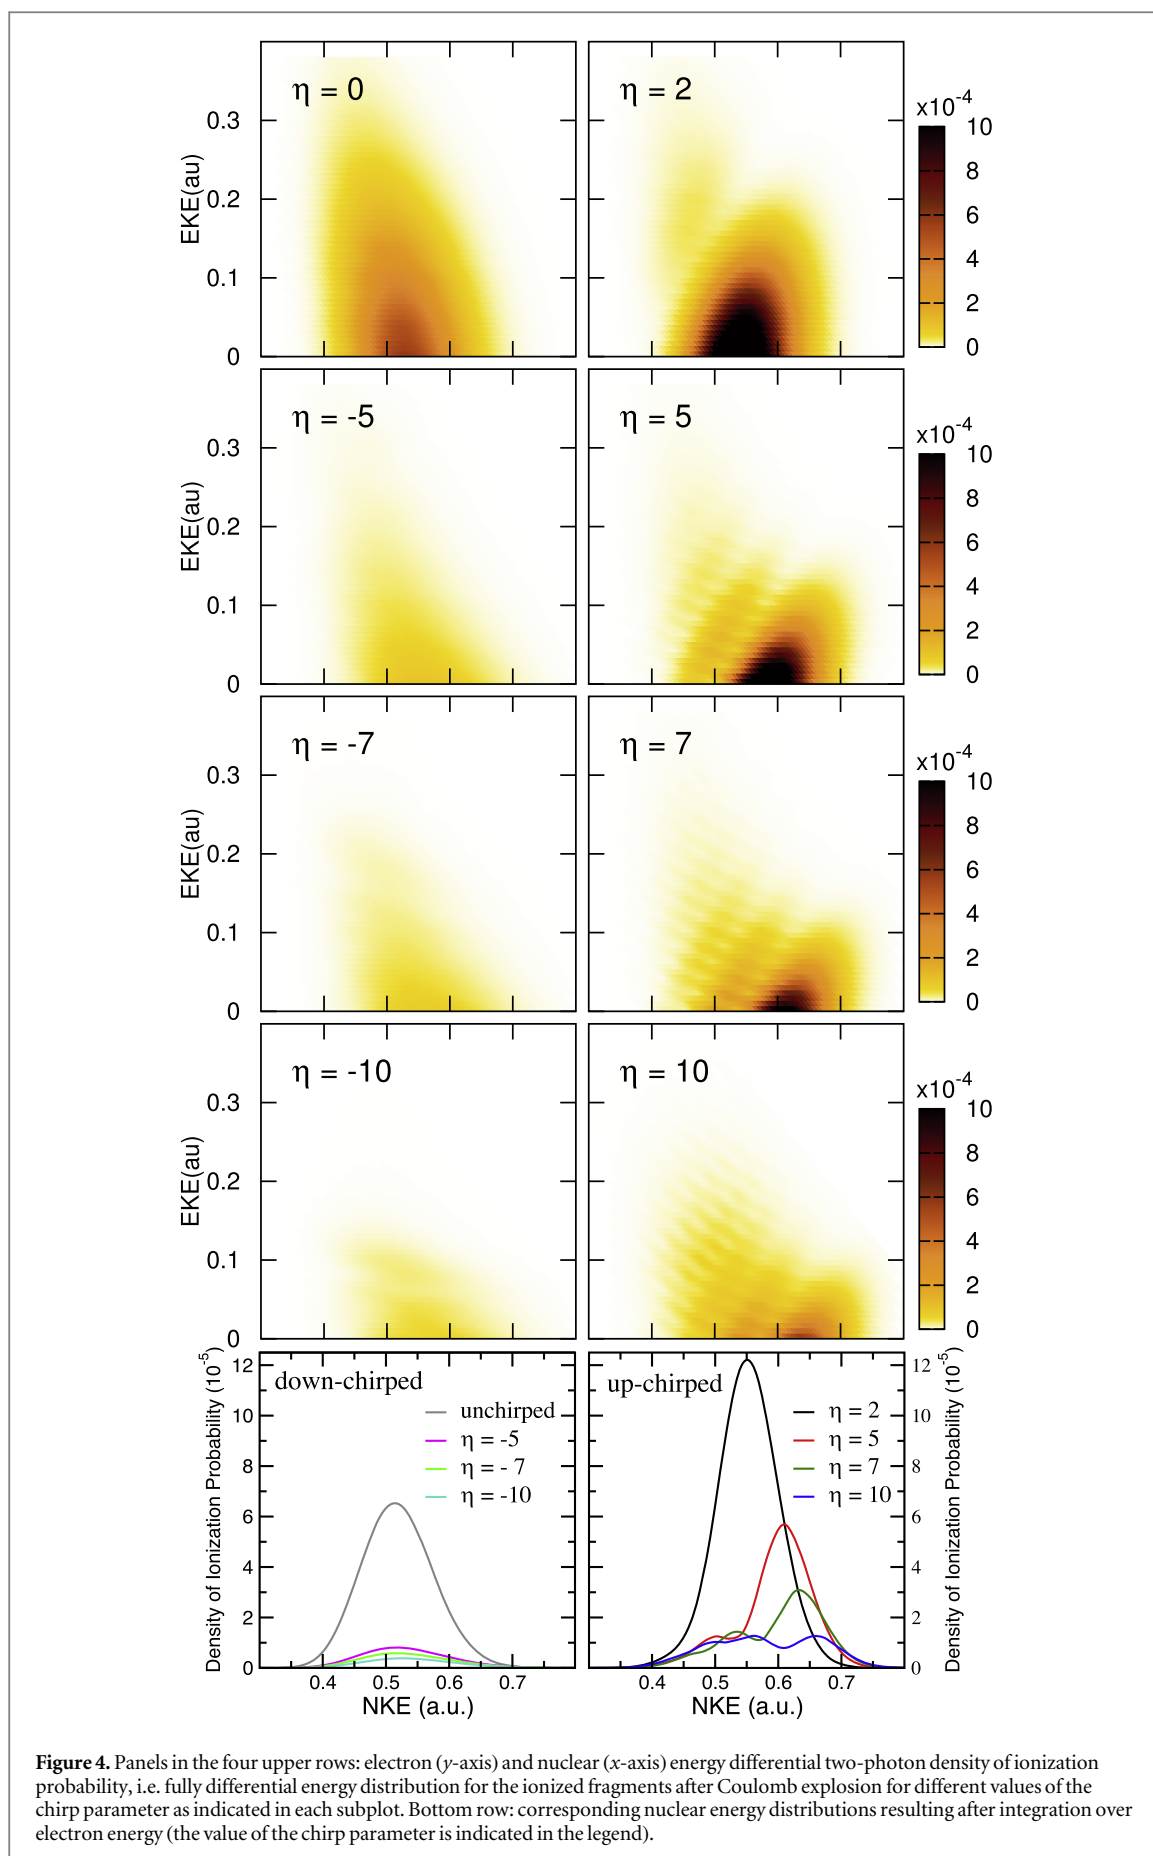 η = 0
η = 2
EKE(au)
0.3
0.2
0.1
0
x10-4
10
8
6
4
2
0
η = -5
η = 5
EKE(au)
0.3
0.2
0.1
0
x10-4
10
8
6
4
2
0
η = -7
η = 7
EKE(au)
0.3
0.2
0.1
0
x10-4
10
8
6
4
2
0
η = -10
η = 10
EKE(au)
0.3
0.2
0.1
0
x10-4
10
8
6
4
2
0
Density of Ionization Probability (10-5)
12
10
8
6
4
2
0
down-chirped
unchirped
η = -5
η = - 7
η = -10
0.4 0.5 0.6 0.7
NKE (a.u.)
up-chirped
η = 2
η = 5
η = 7
η = 10
0.4 0.5 0.6 0.7
NKE (a.u.)
12
10
8
6
4
2
0
Density of Ionization Probability (10-5)
Figure 4. Panels in the four upper rows: electron (y-axis) and nuclear (x-axis) energy differential two-photon density of ionization
probability, i.e. fully differential energy distribution for the ionized fragments after Coulomb explosion for different values of the
chirp parameter as indicated in each subplot. Bottom row: corresponding nuclear energy distributions resulting after integration over
electron energy (the value of the chirp parameter is indicated in the legend).